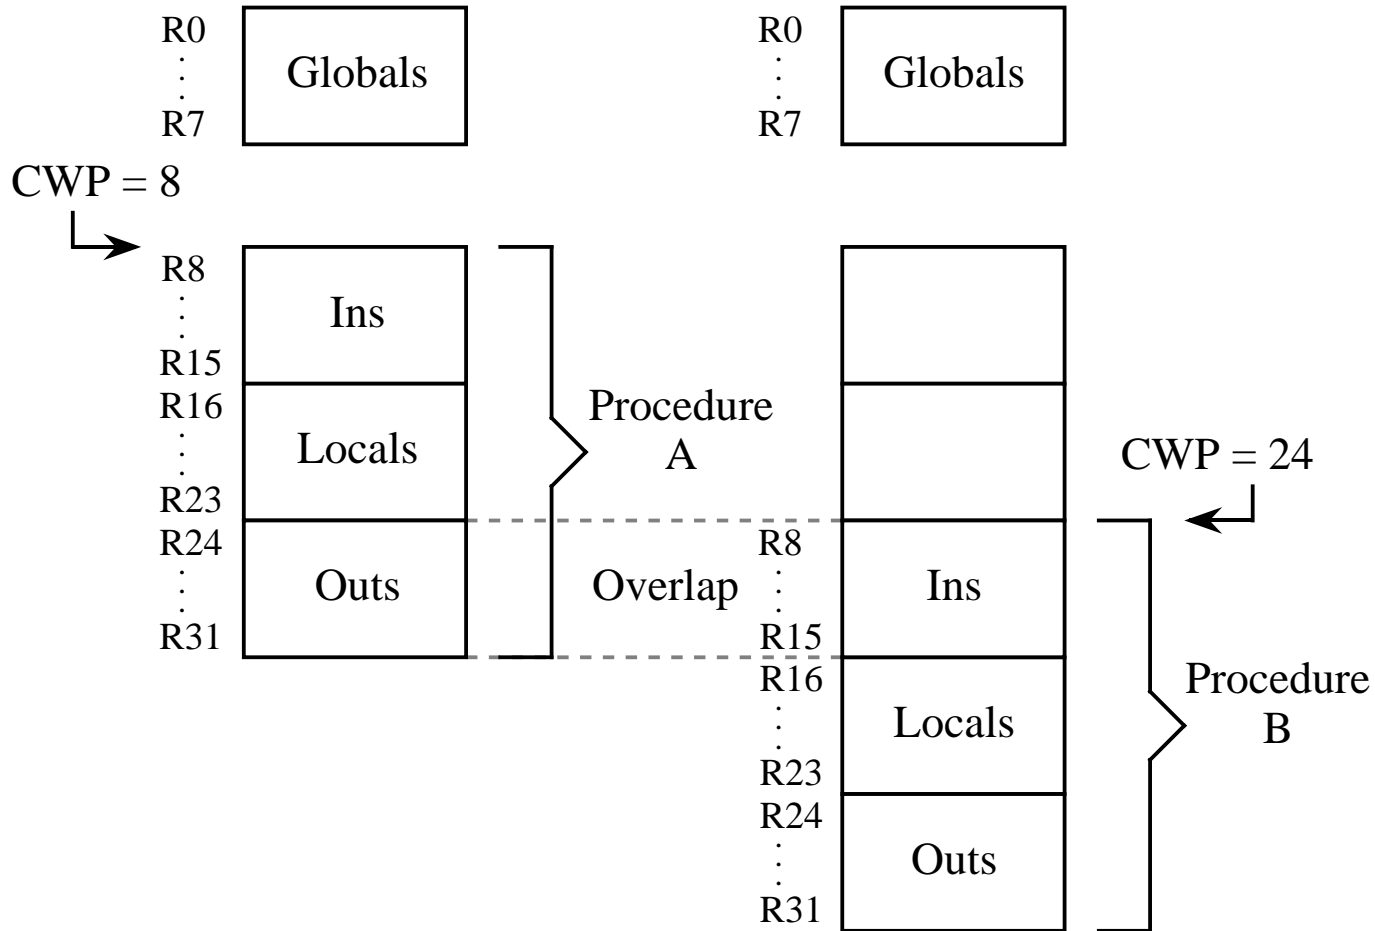 R0
Globals
R7
R0
Globals
R7
CWP = 8
R8
Ins
R15
R16
Locals
R23
R24
Outs
R31
Procedure
A
Overlap
CWP = 24
R8
Ins
R15
R16
Locals
R23
R24
Outs
R31
Procedure
B